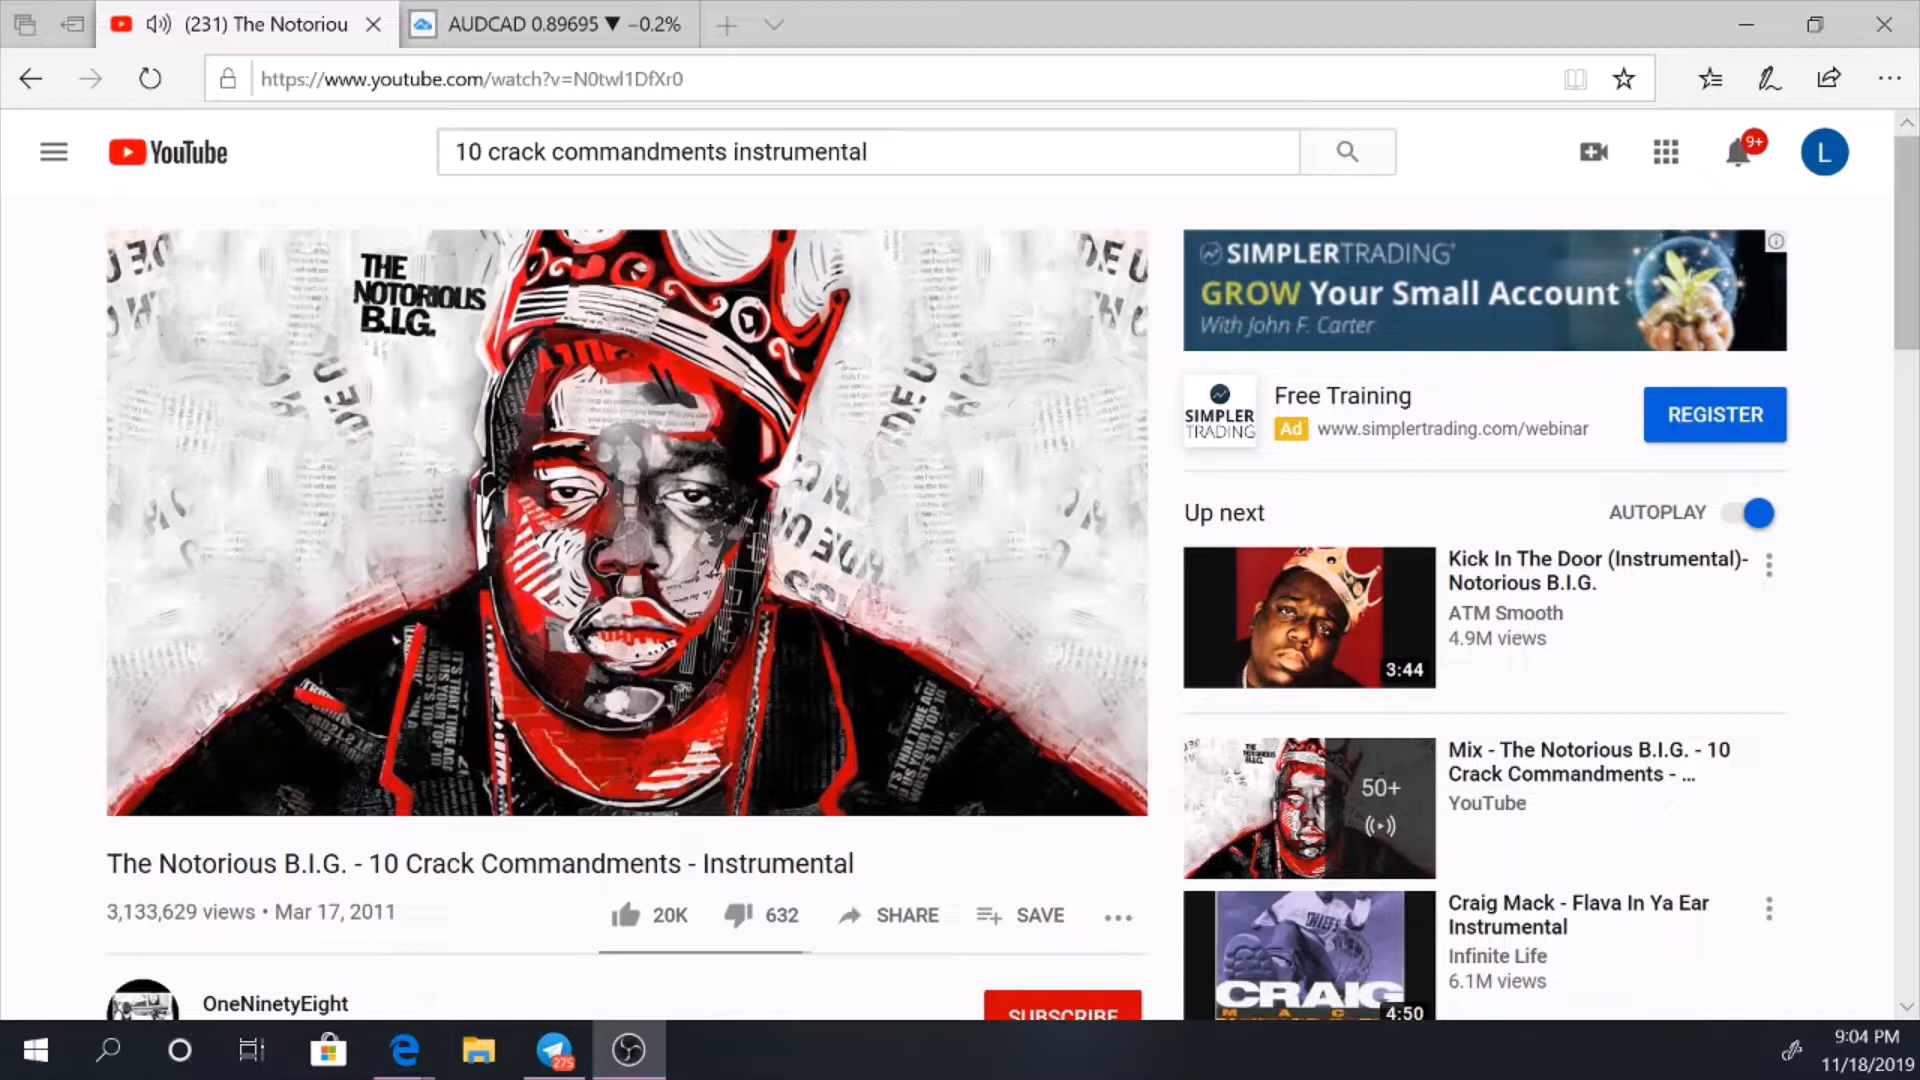 (231) The Notoriou
AUDCAD 0.89695 ▼ −0.2%
https://www.youtube.com/watch?v=N0twl1DfXr0
YouTube
10 crack commandments instrumental
9+
L
THE
NOTORIOUS
B.I.G.
SIMPLERTRADING
GROW Your Small Account
With John F. Carter
SIMPLER
TRADING
Free Training
Ad www.simplertrading.com/webinar
REGISTER
Up next
AUTOPLAY
Kick In The Door (Instrumental)-
Notorious B.I.G.
ATM Smooth
4.9M views
3:44
Mix - The Notorious B.I.G. - 10
Crack Commandments - ...
YouTube
50+
Craig Mack - Flava In Ya Ear
Instrumental
Infinite Life
6.1M views
CHIEFS
CRAIG
MACK
4:50
The Notorious B.I.G. - 10 Crack Commandments - Instrumental
3,133,629 views • Mar 17, 2011
20K
632
SHARE
SAVE
OneNinetyEight
SUBSCRIBE
275
9:04 PM
11/18/2019